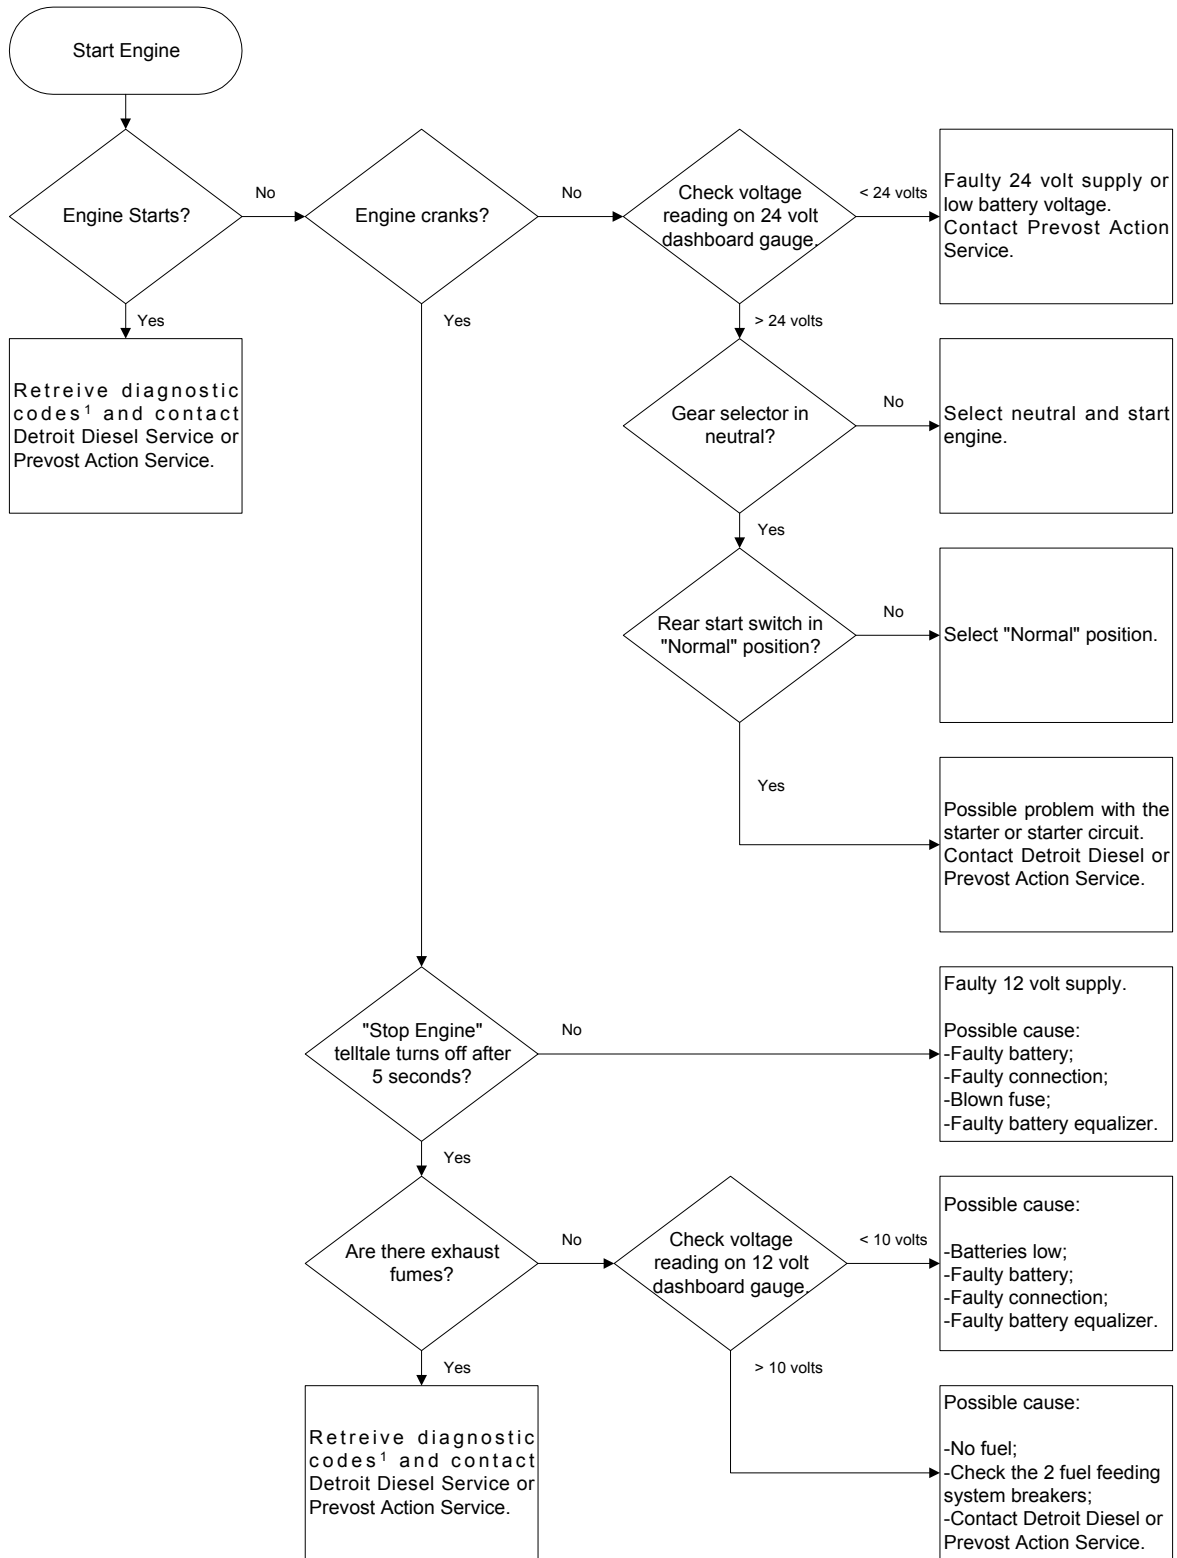 Start Engine
Engine Starts?
No
Engine cranks?
No
Check voltage
reading on 24 volt
dashboard gauge.
< 24 volts
Faulty 24 volt supply or
low battery voltage.
Contact Prevost Action
Service.
Yes
Yes
> 24 volts
Retreive diagnostic
codes¹ and contact
Detroit Diesel Service or
Prevost Action Service.
Gear selector in
neutral?
No
Select neutral and start
engine.
Yes
Rear start switch in
"Normal" position?
No
Select "Normal" position.
Yes
Possible problem with the
starter or starter circuit.
Contact Detroit Diesel or
Prevost Action Service.
"Stop Engine"
telltale turns off after
5 seconds?
No
Faulty 12 volt supply.
Possible cause:
-Faulty battery;
-Faulty connection;
-Blown fuse;
-Faulty battery equalizer.
Yes
Are there exhaust
fumes?
No
Check voltage
reading on 12 volt
dashboard gauge.
< 10 volts
Possible cause:
-Batteries low;
-Faulty battery;
-Faulty connection;
-Faulty battery equalizer.
Yes
> 10 volts
Retreive diagnostic
codes¹ and contact
Detroit Diesel Service or
Prevost Action Service.
Possible cause:
-No fuel;
-Check the 2 fuel feeding
system breakers;
-Contact Detroit Diesel or
Prevost Action Service.